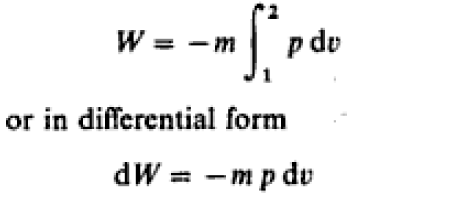 W = −m ∫₁² p dv
or in differential form
dW = −m p dv